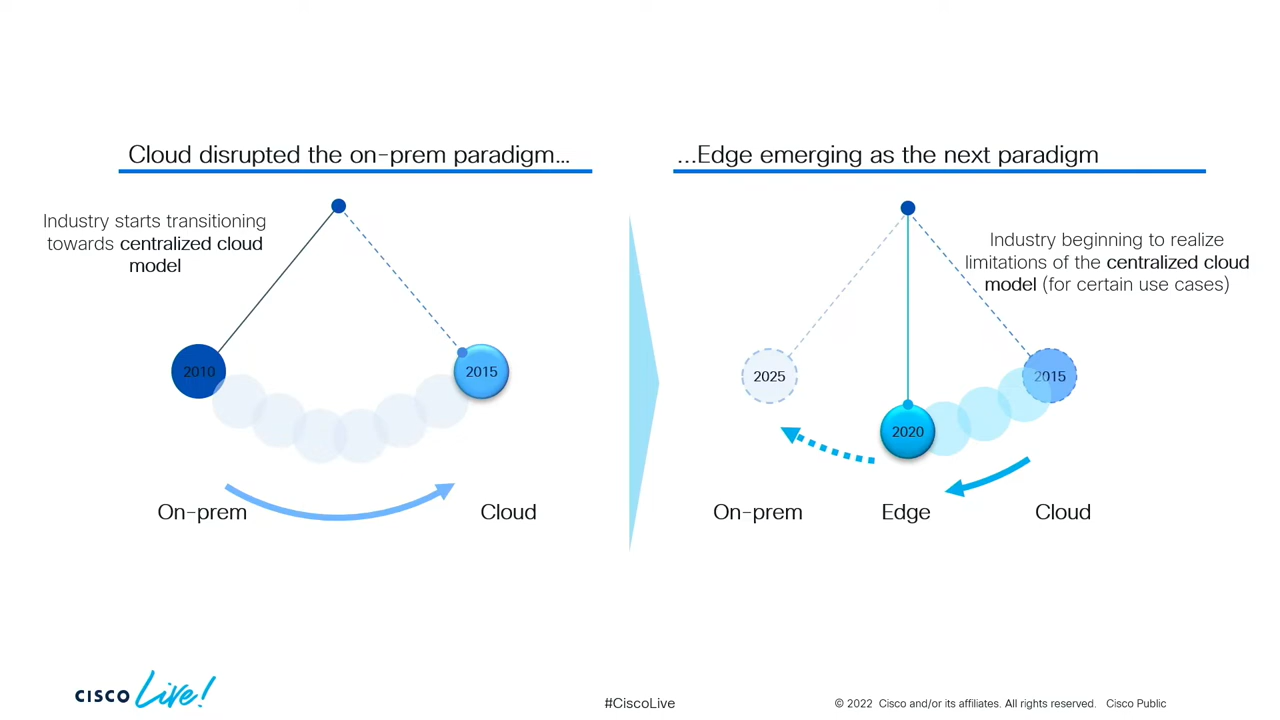 Cloud disrupted the on-prem paradigm...
Industry starts transitioning
towards centralized cloud
model
2010
2015
On-prem
Cloud
...Edge emerging as the next paradigm
Industry beginning to realize
limitations of the centralized cloud
model (for certain use cases)
2025
2020
2015
On-prem
Edge
Cloud
CISCO Live!
#CiscoLive
© 2022 Cisco and/or its affiliates. All rights reserved. Cisco Public